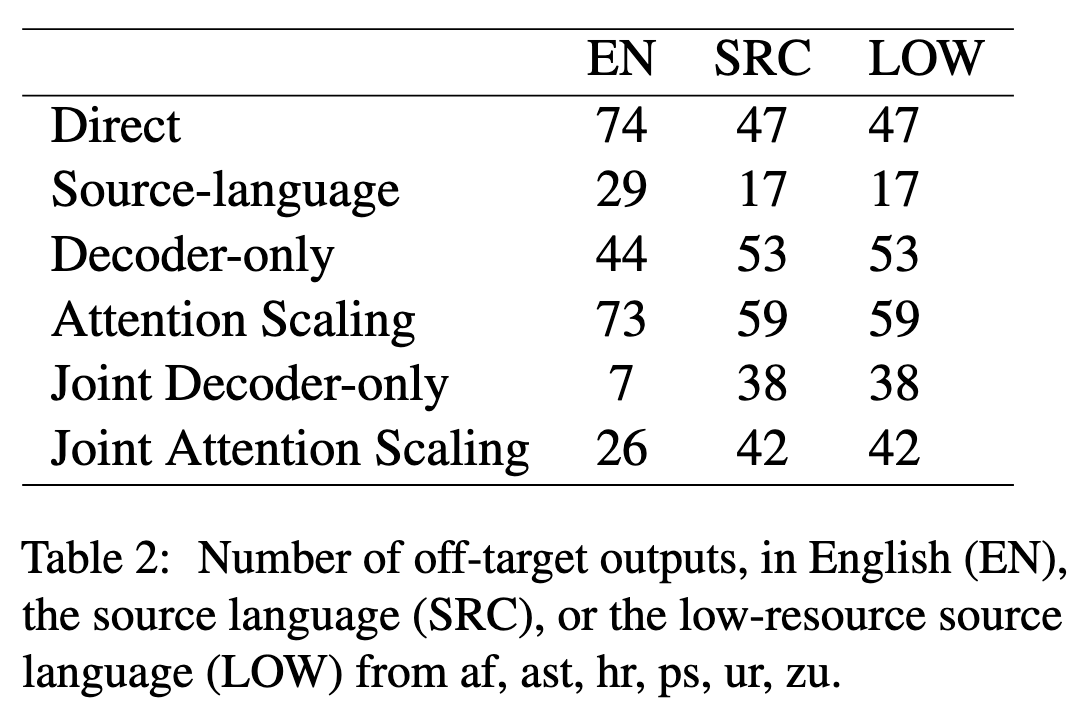 EN SRC LOW
Direct 74 47 47
Source-language 29 17 17
Decoder-only 44 53 53
Attention Scaling 73 59 59
Joint Decoder-only 7 38 38
Joint Attention Scaling 26 42 42
Table 2: Number of off-target outputs, in English (EN),
the source language (SRC), or the low-resource source
language (LOW) from af, ast, hr, ps, ur, zu.